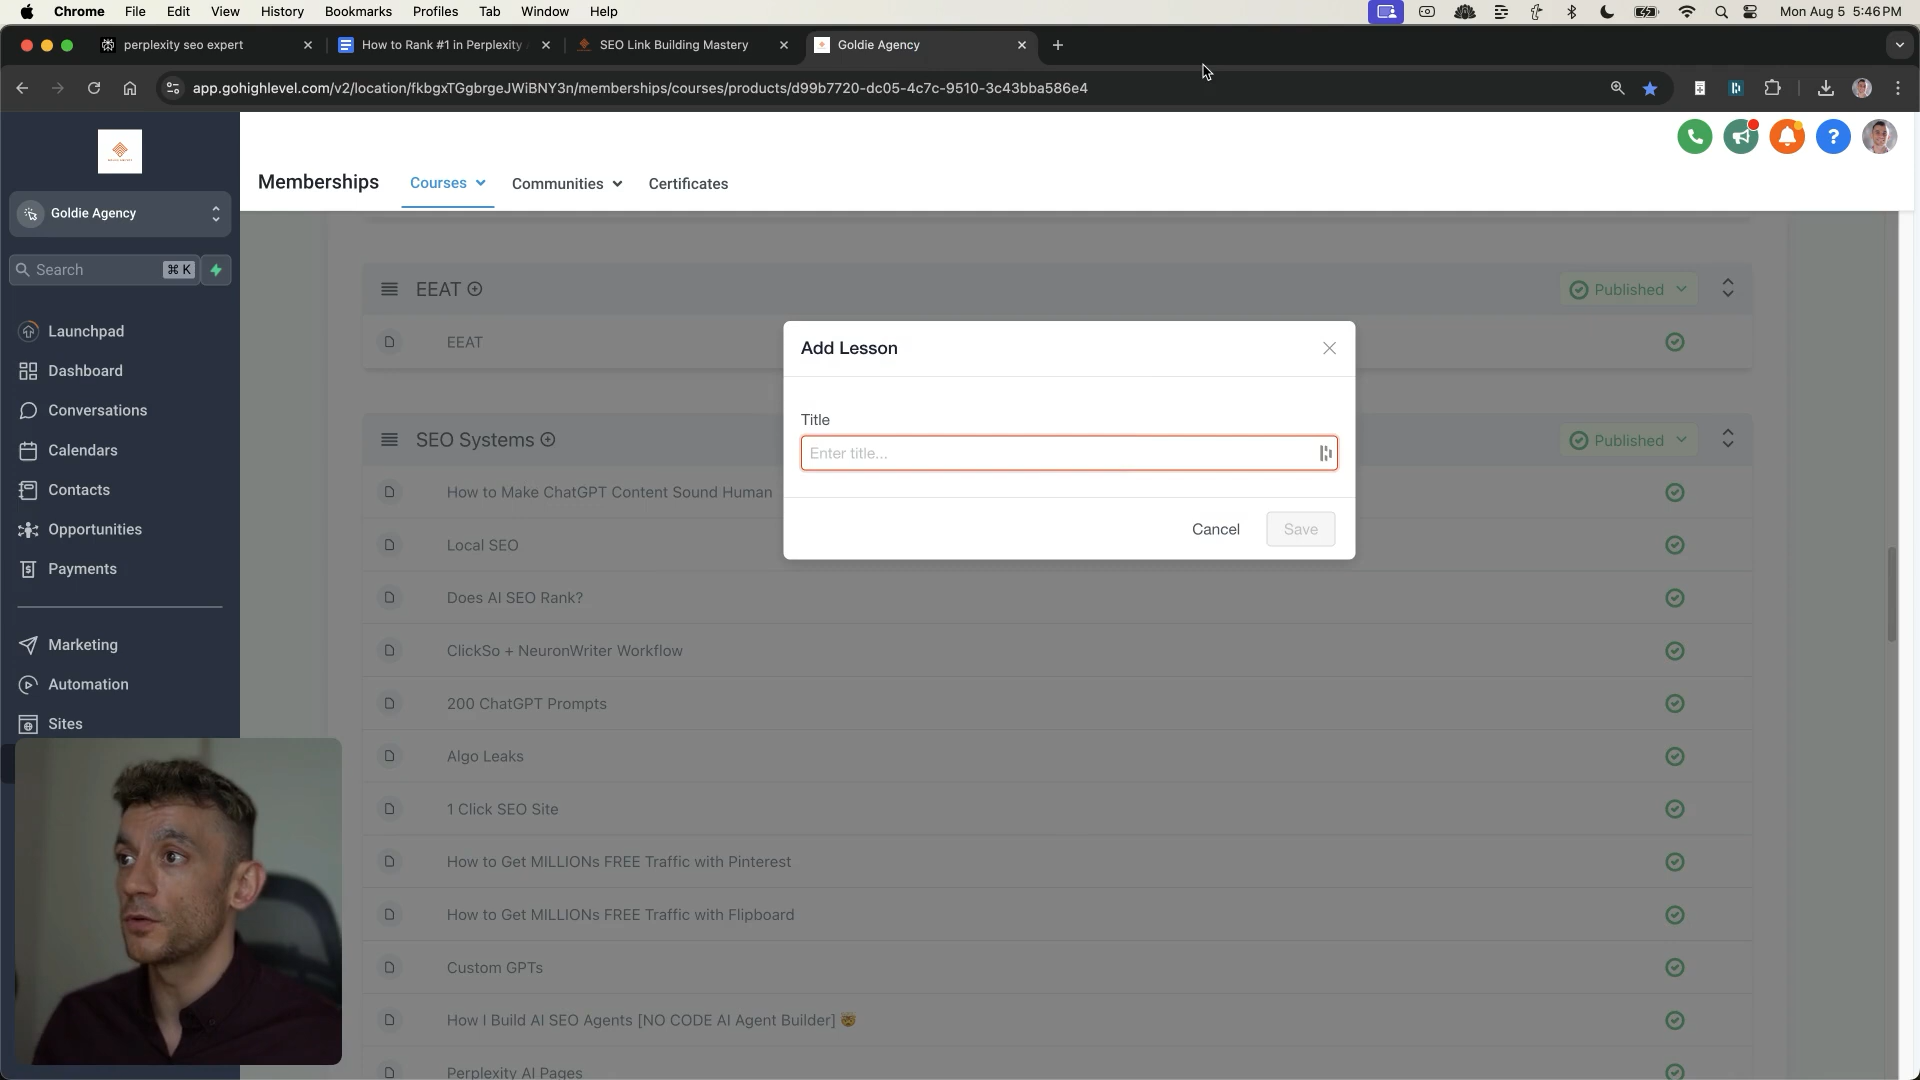 Chrome File Edit View History Bookmarks Profiles Tab Window Help Mon Aug 5 5:46 PM
perplexity seo expert How to Rank #1 in Perplexity SEO Link Building Mastery Goldie Agency
app.gohighlevel.com/v2/location/fkbgxTGgbrgeJWiBNY3n/memberships/courses/products/d99b7720-dc05-4c7c-9510-3c43bba586e4
Memberships Courses Communities Certificates
Goldie Agency
Search ⌘ K
Launchpad
Dashboard
Conversations
Calendars
Contacts
Opportunities
Payments
Marketing
Automation
Sites
EEAT Published
EEAT
Add Lesson
Title
Enter title...
Cancel Save
SEO Systems Published
How to Make ChatGPT Content Sound Human
Local SEO
Does AI SEO Rank?
ClickSo + NeuronWriter Workflow
200 ChatGPT Prompts
Algo Leaks
1 Click SEO Site
How to Get MILLIONs FREE Traffic with Pinterest
How to Get MILLIONs FREE Traffic with Flipboard
Custom GPTs
How I Build AI SEO Agents [NO CODE AI Agent Builder] 🤯
Perplexity AI Pages